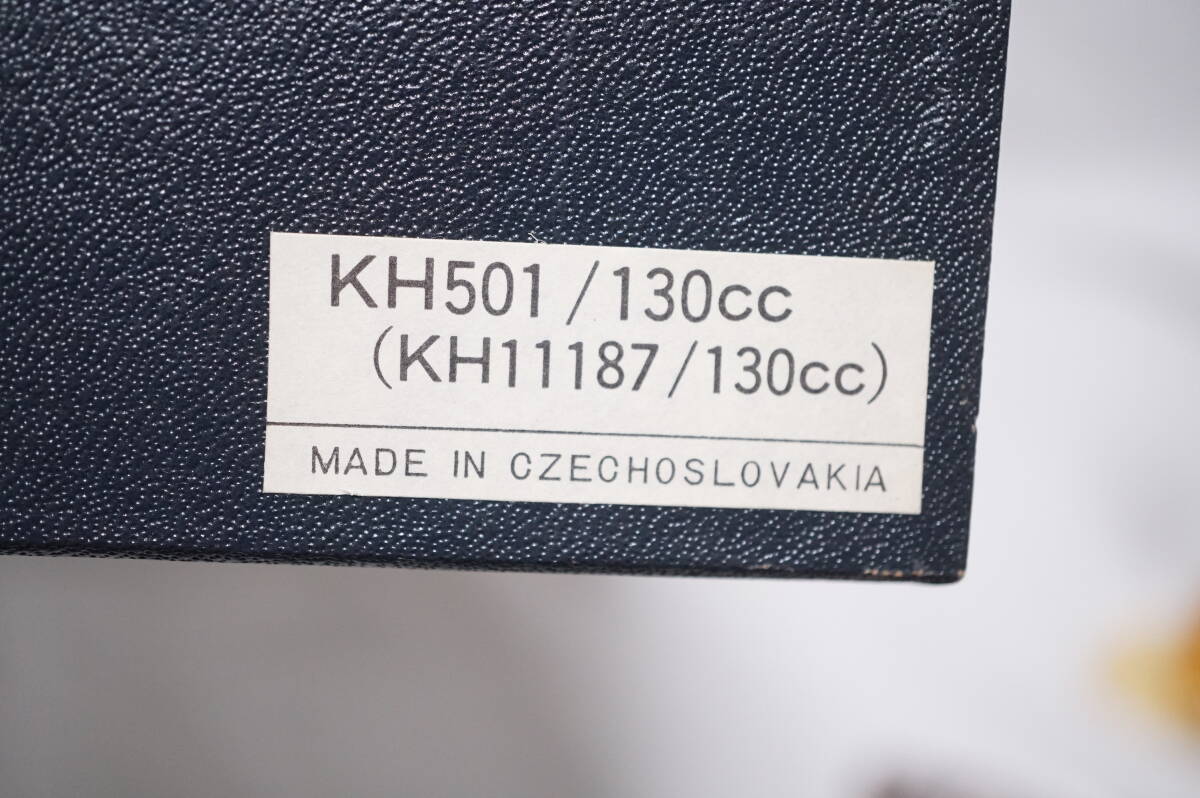 KH501/130cc
(KH11187/130cc)
MADE IN CZECHOSLOVAKIA